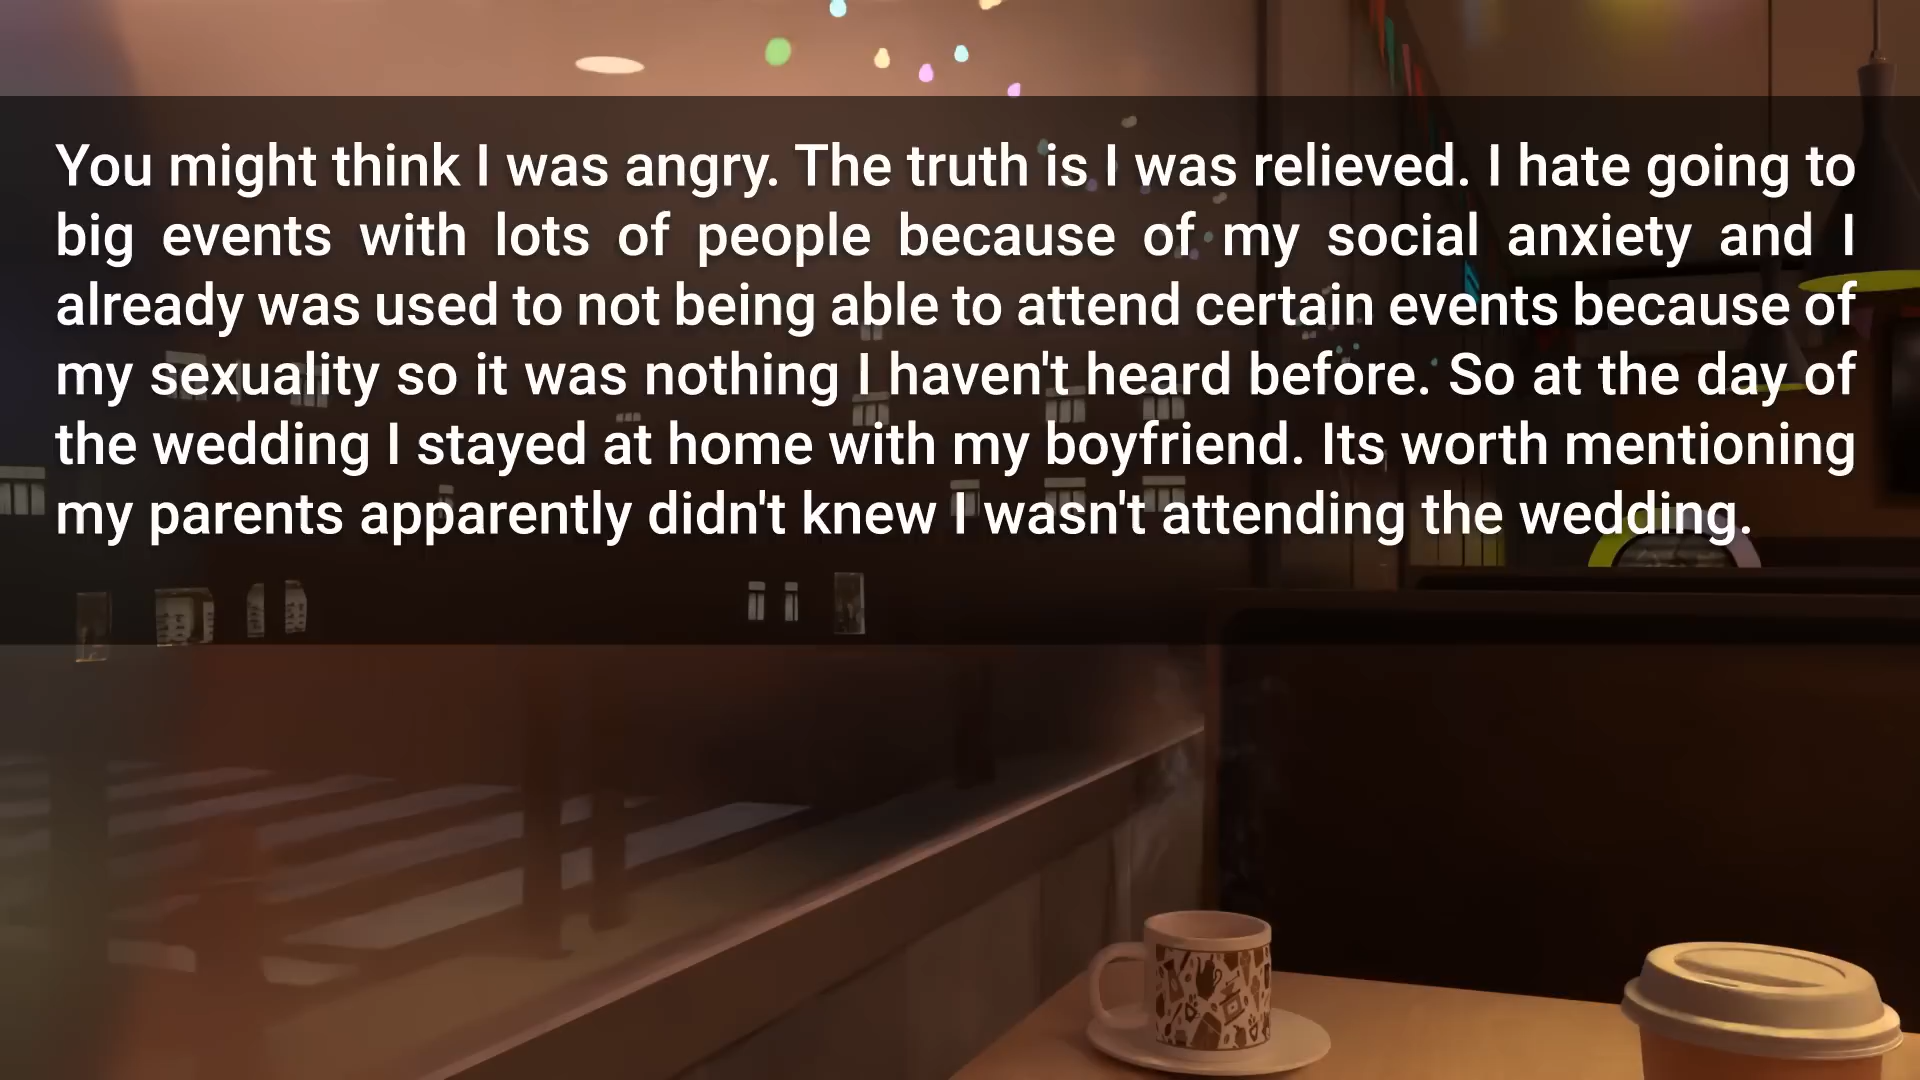 You might think I was angry. The truth is I was relieved. I hate going to
big events with lots of people because of my social anxiety and I
already was used to not being able to attend certain events because of
my sexuality so it was nothing I haven't heard before. So at the day of
the wedding I stayed at home with my boyfriend. Its worth mentioning
my parents apparently didn't knew I wasn't attending the wedding.